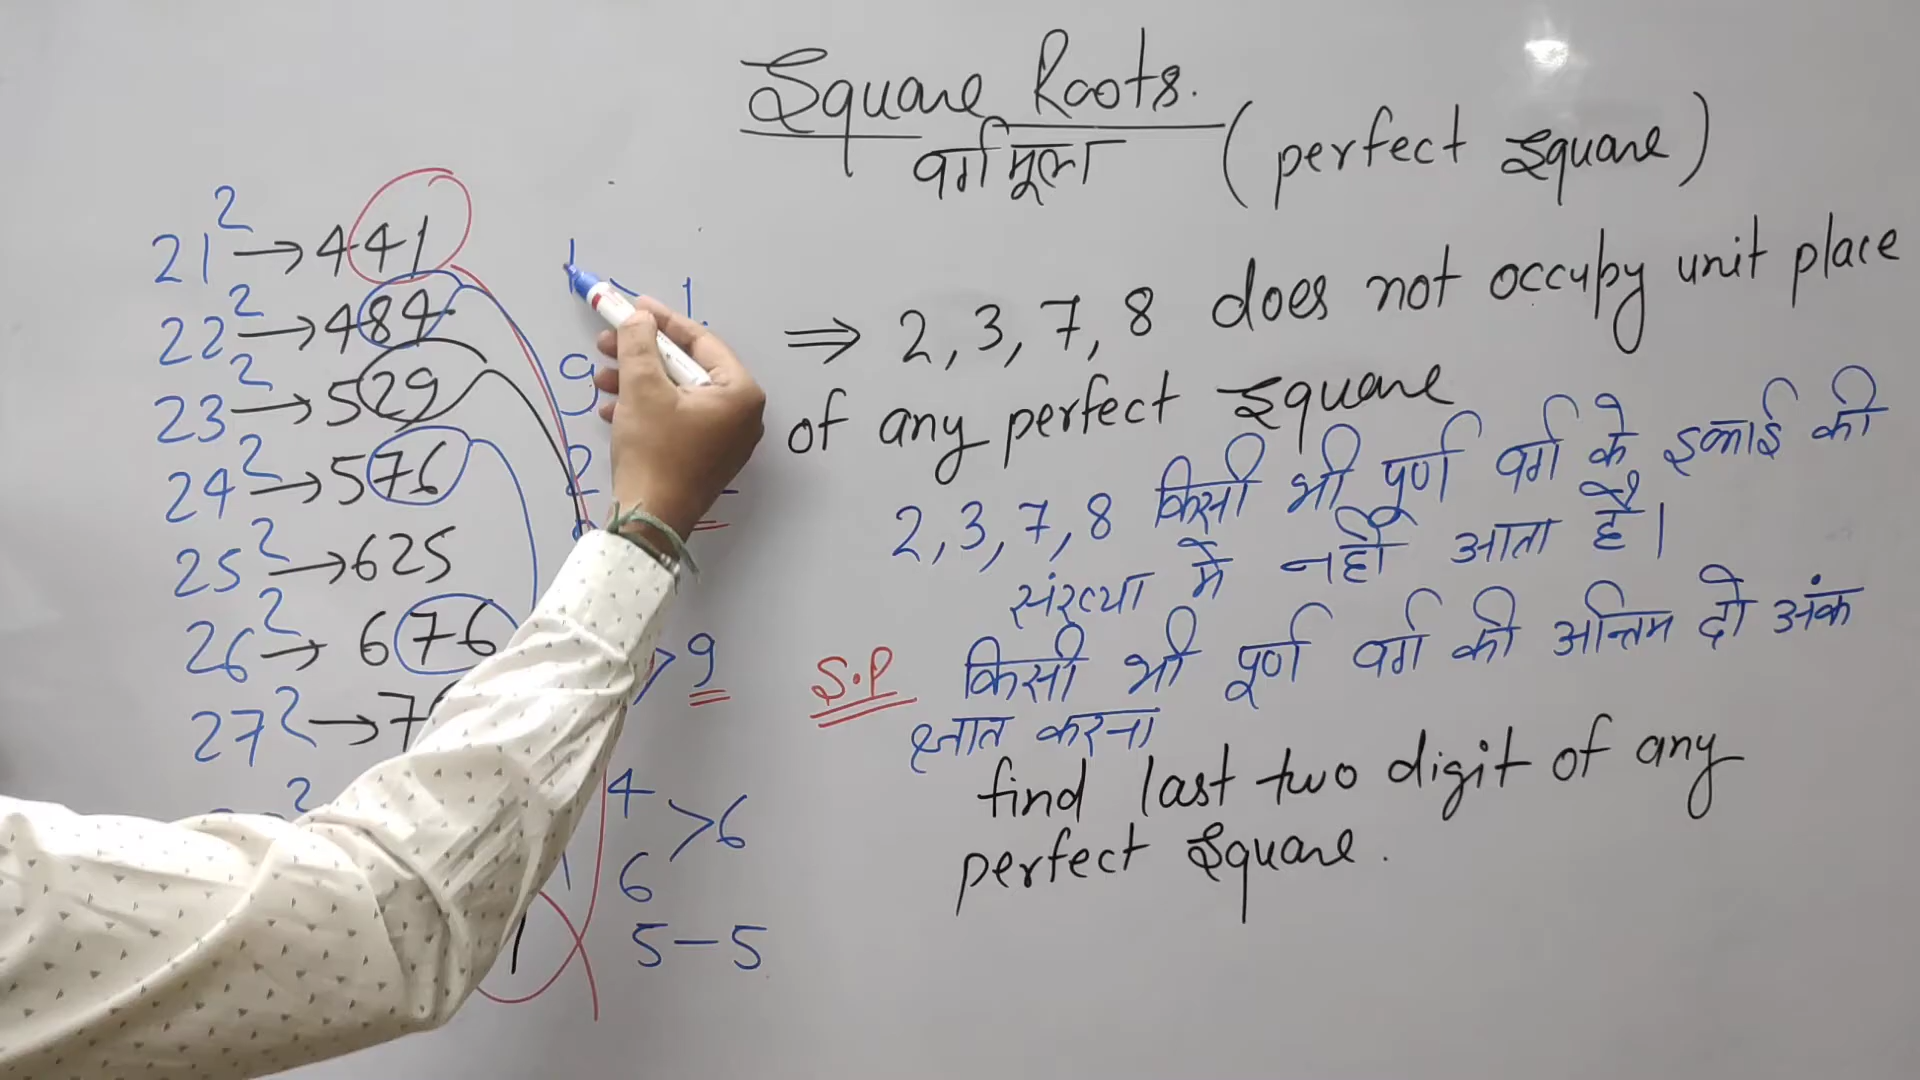 Square Roots.
वर्गमूल (perfect square)
21² → 441
22² → 484
23² → 529
24² → 576
25² → 625
26² → 676
27² → 7
2
1
1.
9
2
> 9
4
> 6
6
5 – 5
⇒ 2, 3, 7, 8 does not occupy unit place
of any perfect square
2, 3, 7, 8 किसी भी पूर्ण वर्ग के इकाई की
संख्या में नहीं आता है।
S.P किसी भी पूर्ण वर्ग की अन्तिम दो अंक
ज्ञात करना
find last two digit of any
perfect square.